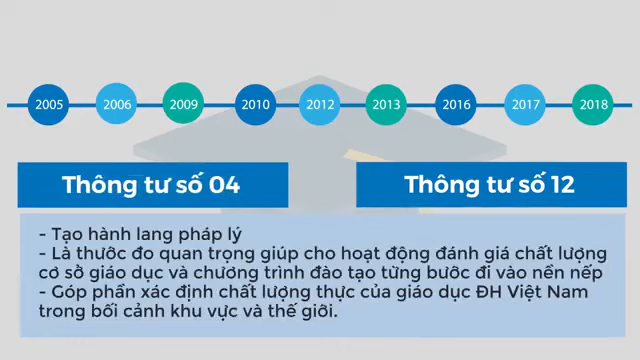 2005 2006 2009 2010 2012 2013 2016 2017 2018
Thông tư số 04 Thông tư số 12
- Tạo hành lang pháp lý
- Là thước đo quan trọng giúp cho hoạt động đánh giá chất lượng
cơ sở giáo dục và chương trình đào tạo từng bước đi vào nền nếp
- Góp phần xác định chất lượng thực của giáo dục ĐH Việt Nam
trong bối cảnh khu vực và thế giới.